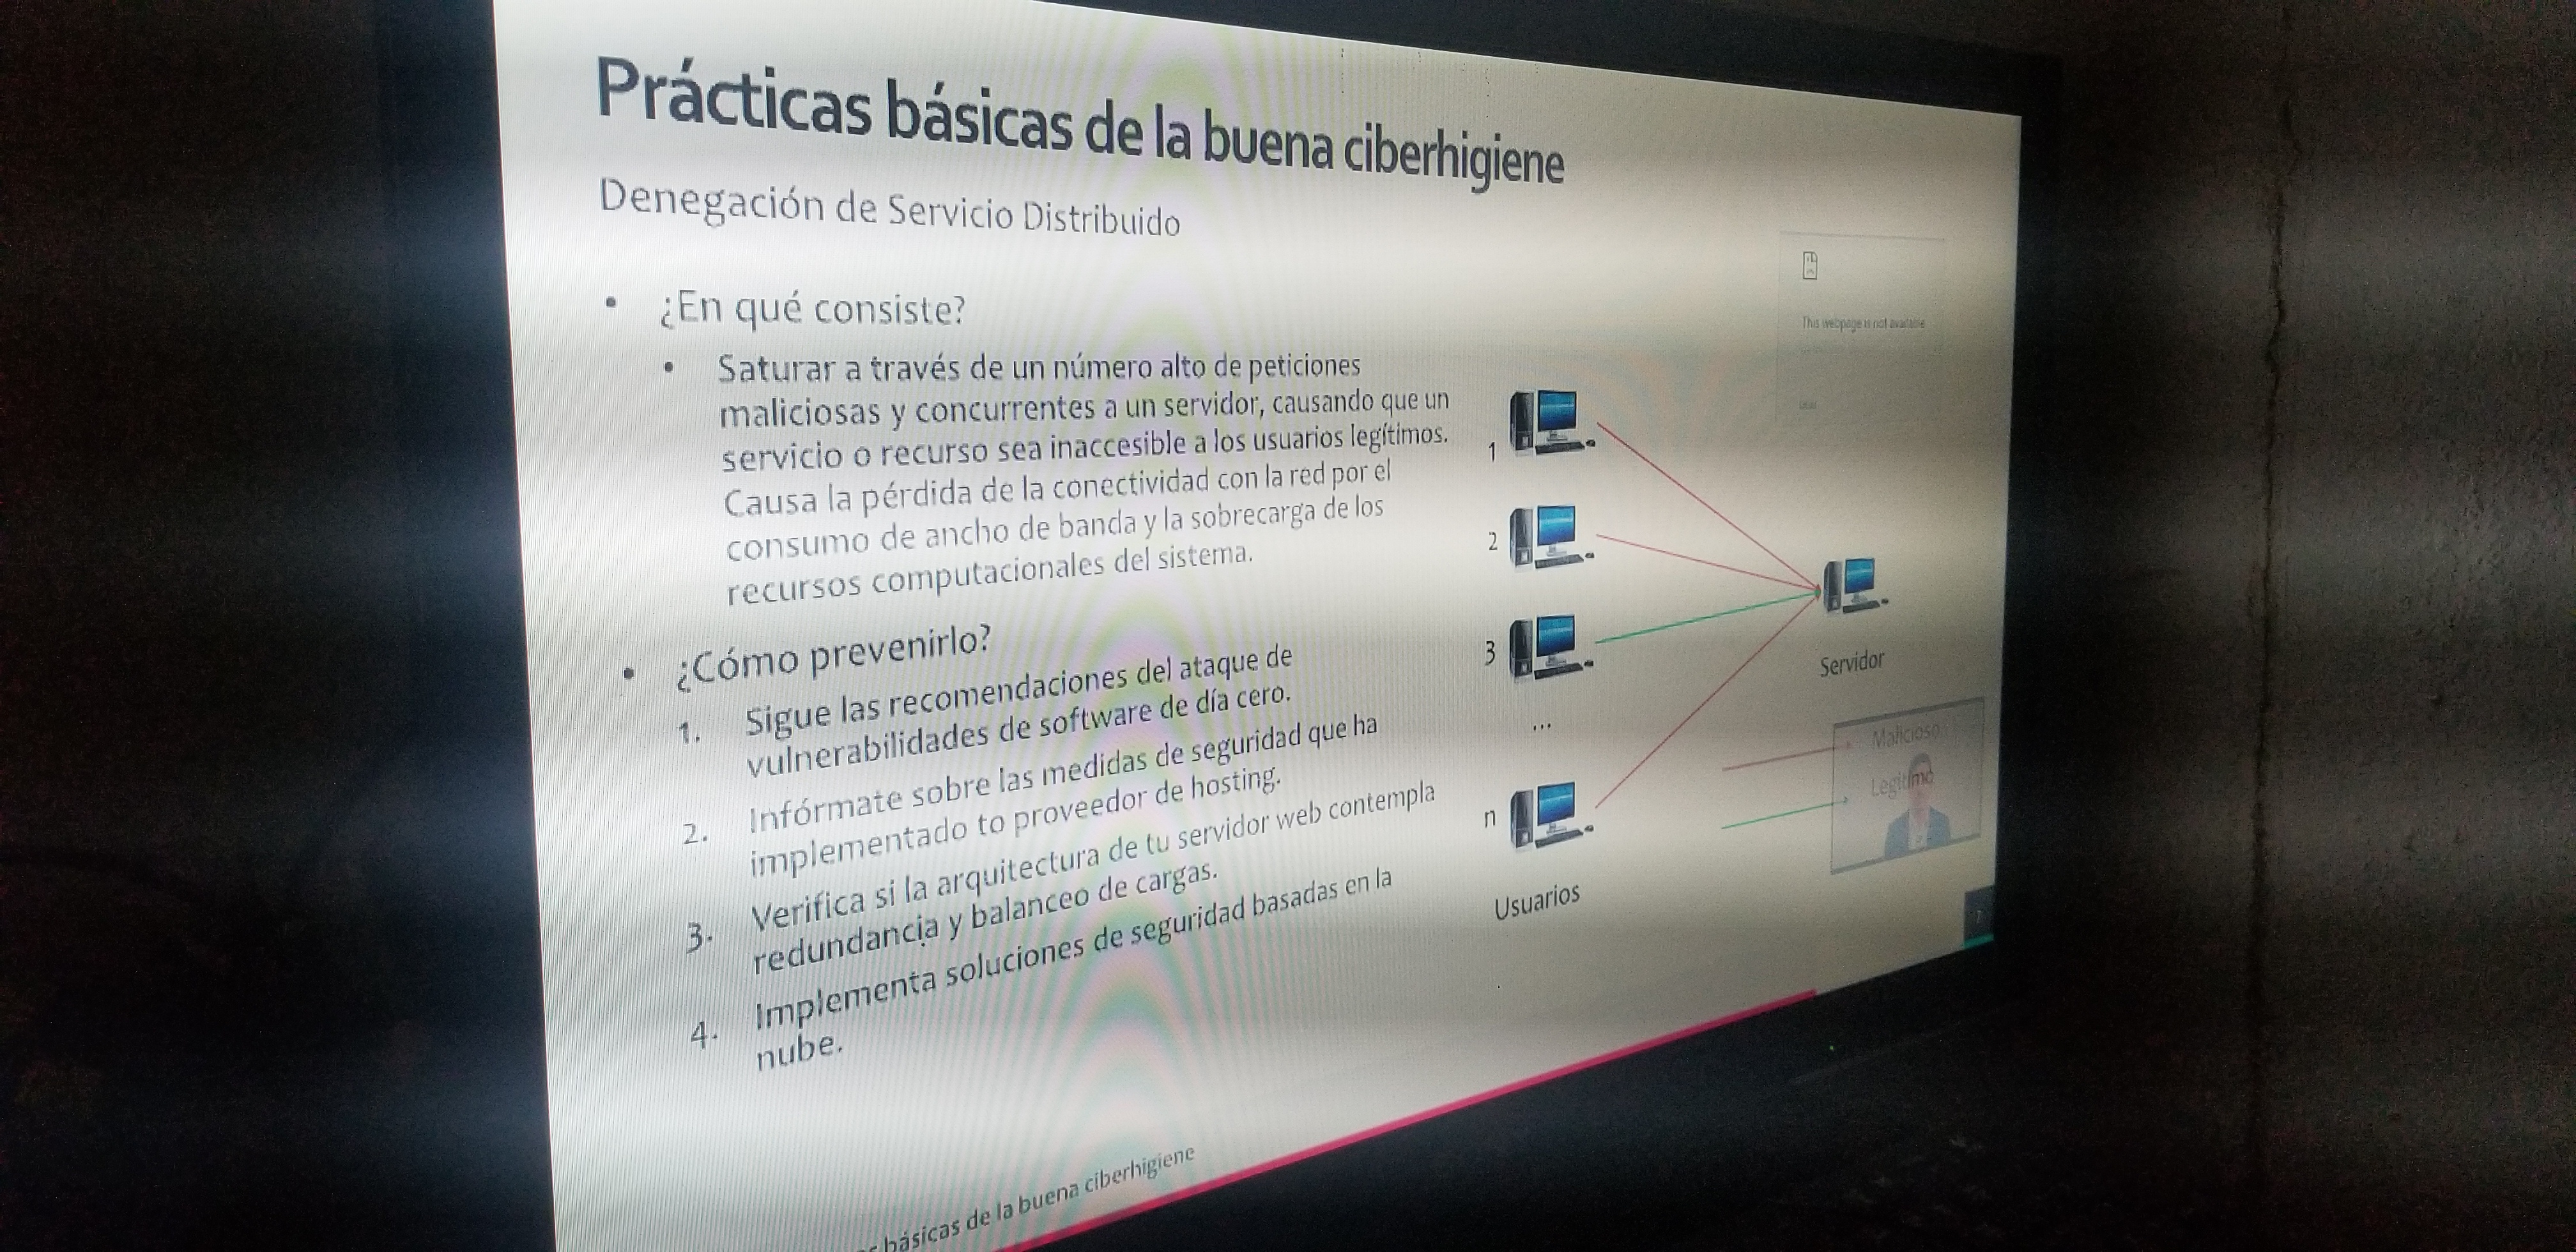 Prácticas básicas de la buena ciberhigiene
Denegación de Servicio Distribuido
• ¿En qué consiste?
• Saturar a través de un número alto de peticiones
maliciosas y concurrentes a un servidor, causando que un
servicio o recurso sea inaccesible a los usuarios legítimos.
Causa la pérdida de la conectividad con la red por el
consumo de ancho de banda y la sobrecarga de los
recursos computacionales del sistema.
• ¿Cómo prevenirlo?
1. Sigue las recomendaciones del ataque de
vulnerabilidades de software de día cero.
2. Infórmate sobre las medidas de seguridad que ha
implementado to proveedor de hosting.
3. Verifica si la arquitectura de tu servidor web contempla
redundancia y balanceo de cargas.
4. Implementa soluciones de seguridad basadas en la
nube.
This webpage is not available
1
2
3
...
n
Usuarios
Servidor
Malicioso
Legítimo
7
básicas de la buena ciberhigiene